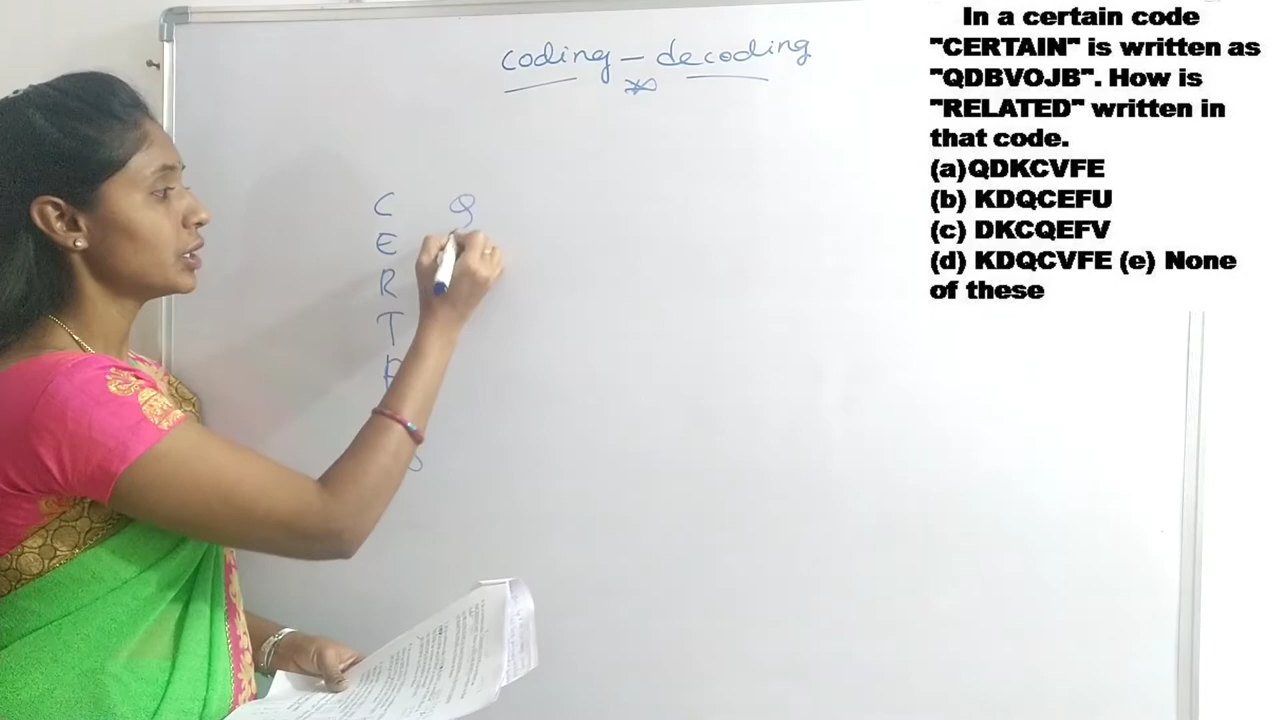 coding - decoding
C Q
E
R
T
In a certain code
"CERTAIN" is written as
"QDBVOJB". How is
"RELATED" written in
that code.
(a)QDKCVFE
(b) KDQCEFU
(c) DKCQEFV
(d) KDQCVFE (e) None
of these